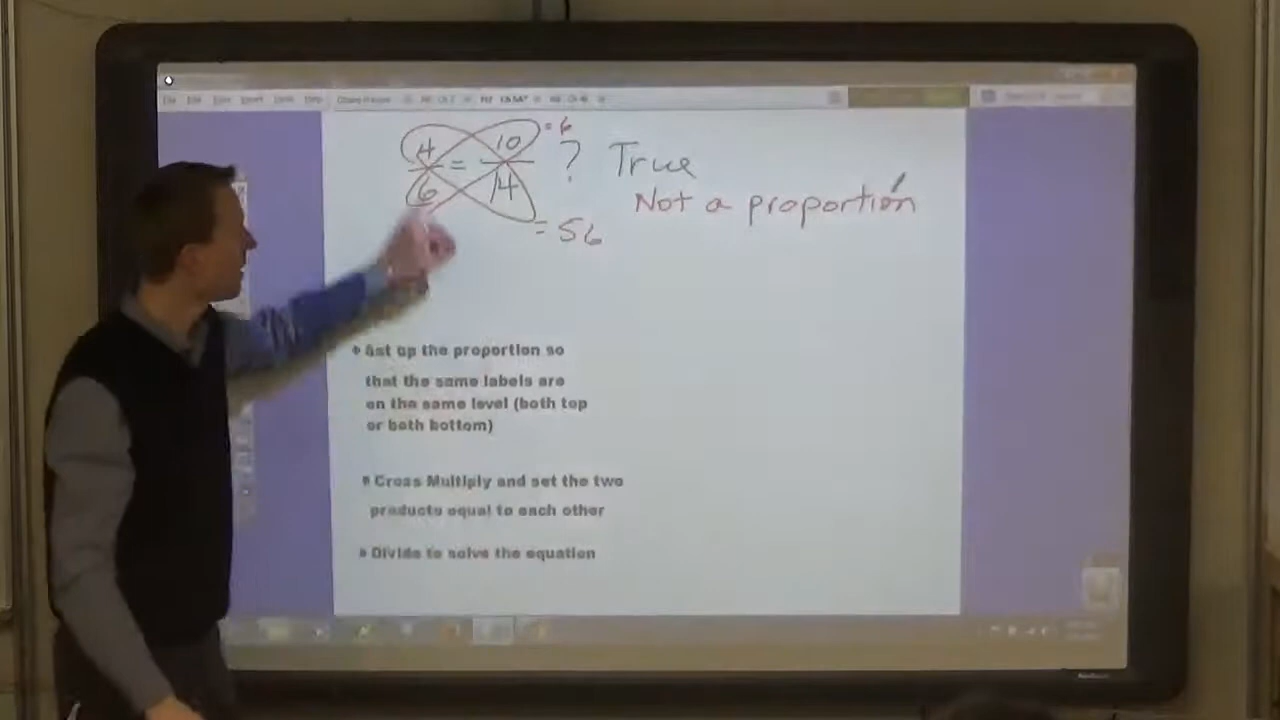 4/6 = 10/14 ? True
= 6
Not a proportion
= 56
Set up the proportion so
that the same labels are
on the same level (both top
or both bottom)
Cross Multiply and set the two
products equal to each other
Divide to solve the equation